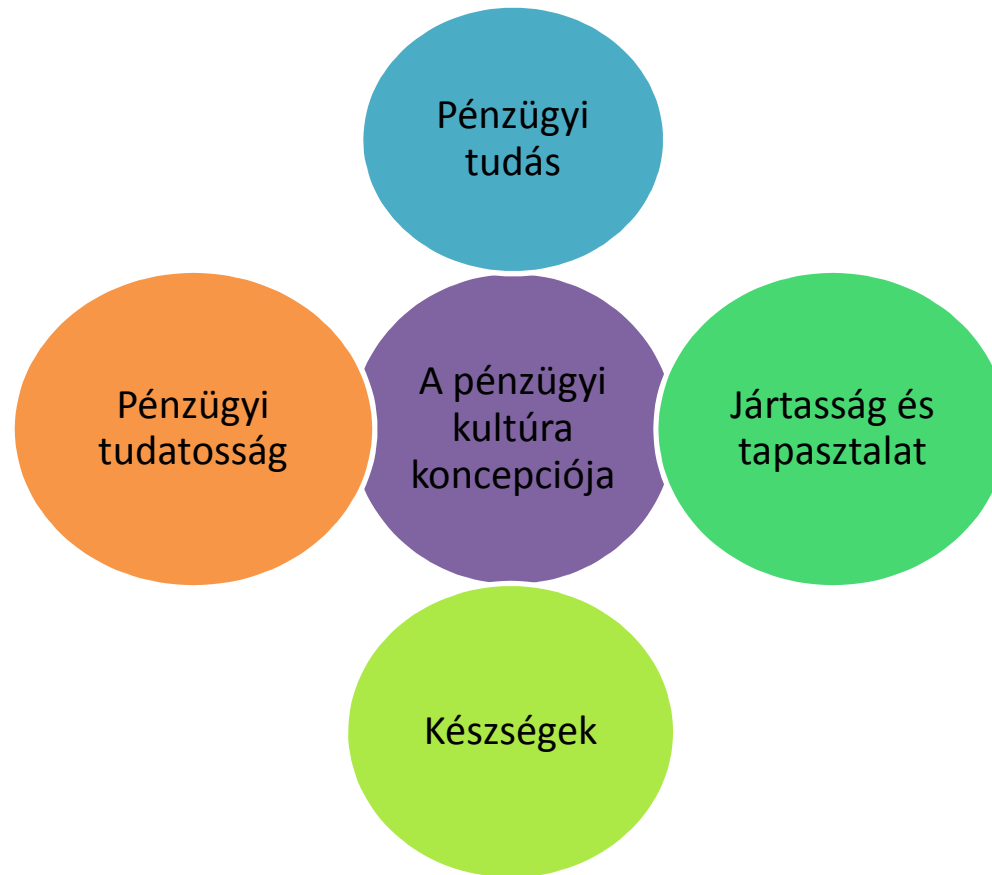 Pénzügyi
tudás
Pénzügyi
tudatosság
A pénzügyi
kultúra
koncepciója
Jártasság és
tapasztalat
Készségek